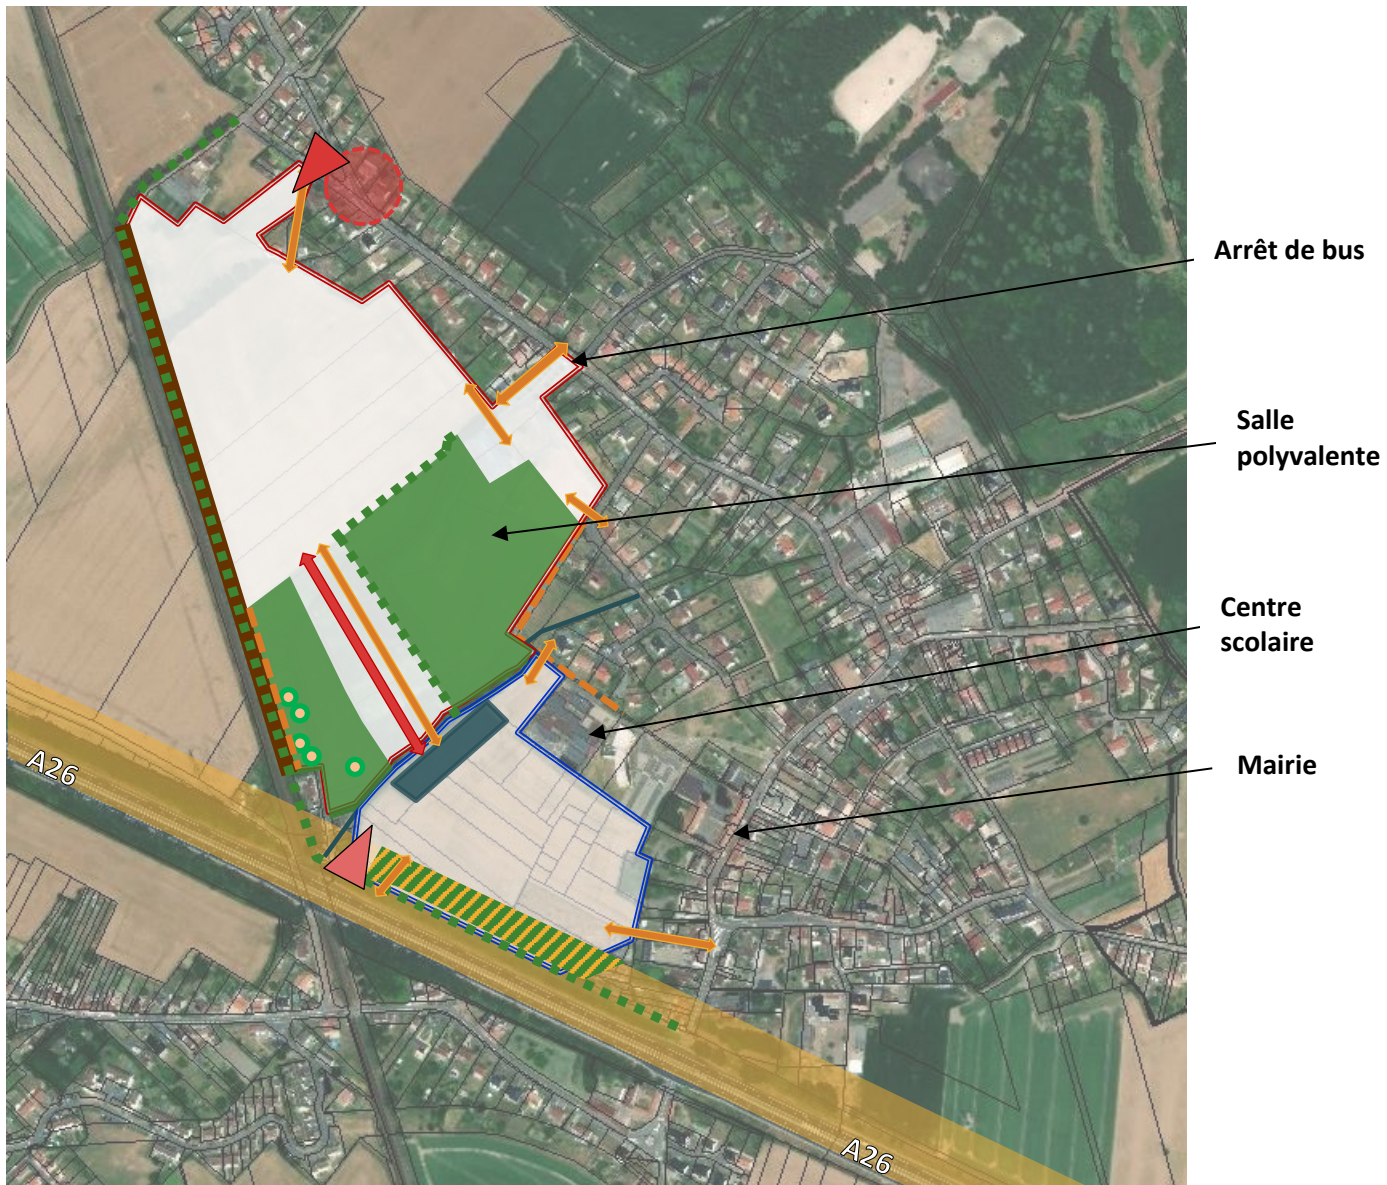 Arrêt de bus
Salle
polyvalente
Centre
scolaire
Mairie
A26
A26